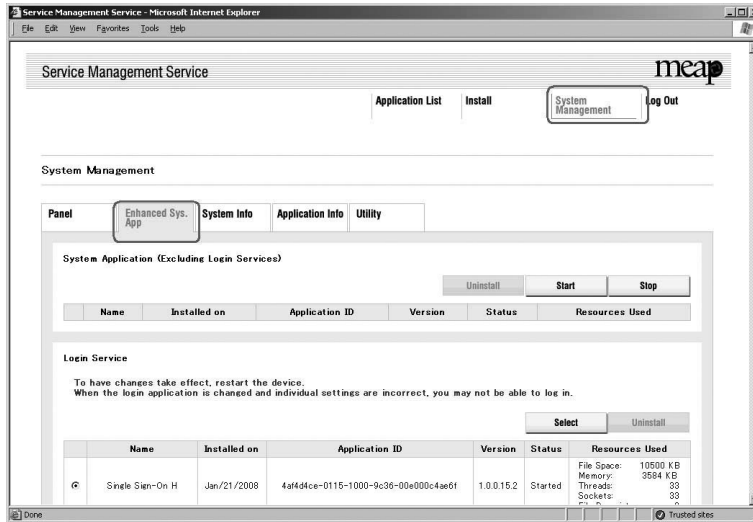 Service Management Service - Microsoft Internet Explorer
File Edit View Favorites Tools Help
Service Management Service
meap
Application List Install System Management Log Out
System Management
Panel Enhanced Sys. App System Info Application Info Utility
System Application (Excluding Login Services)
Uninstall Start Stop
Name Installed on Application ID Version Status Resources Used
Login Service
To have changes take effect, restart the device.
When the login application is changed and individual settings are incorrect, you may not be able to log in.
Select Uninstall
Name Installed on Application ID Version Status Resources Used
Single Sign-On H Jan/21/2008 4af4d4ce-0115-1000-9c36-00e000c4ae6f 1.0.0.15.2 Started
File Space: 10500 KB
Memory: 3584 KB
Threads: 33
Sockets: 33
Done Trusted sites